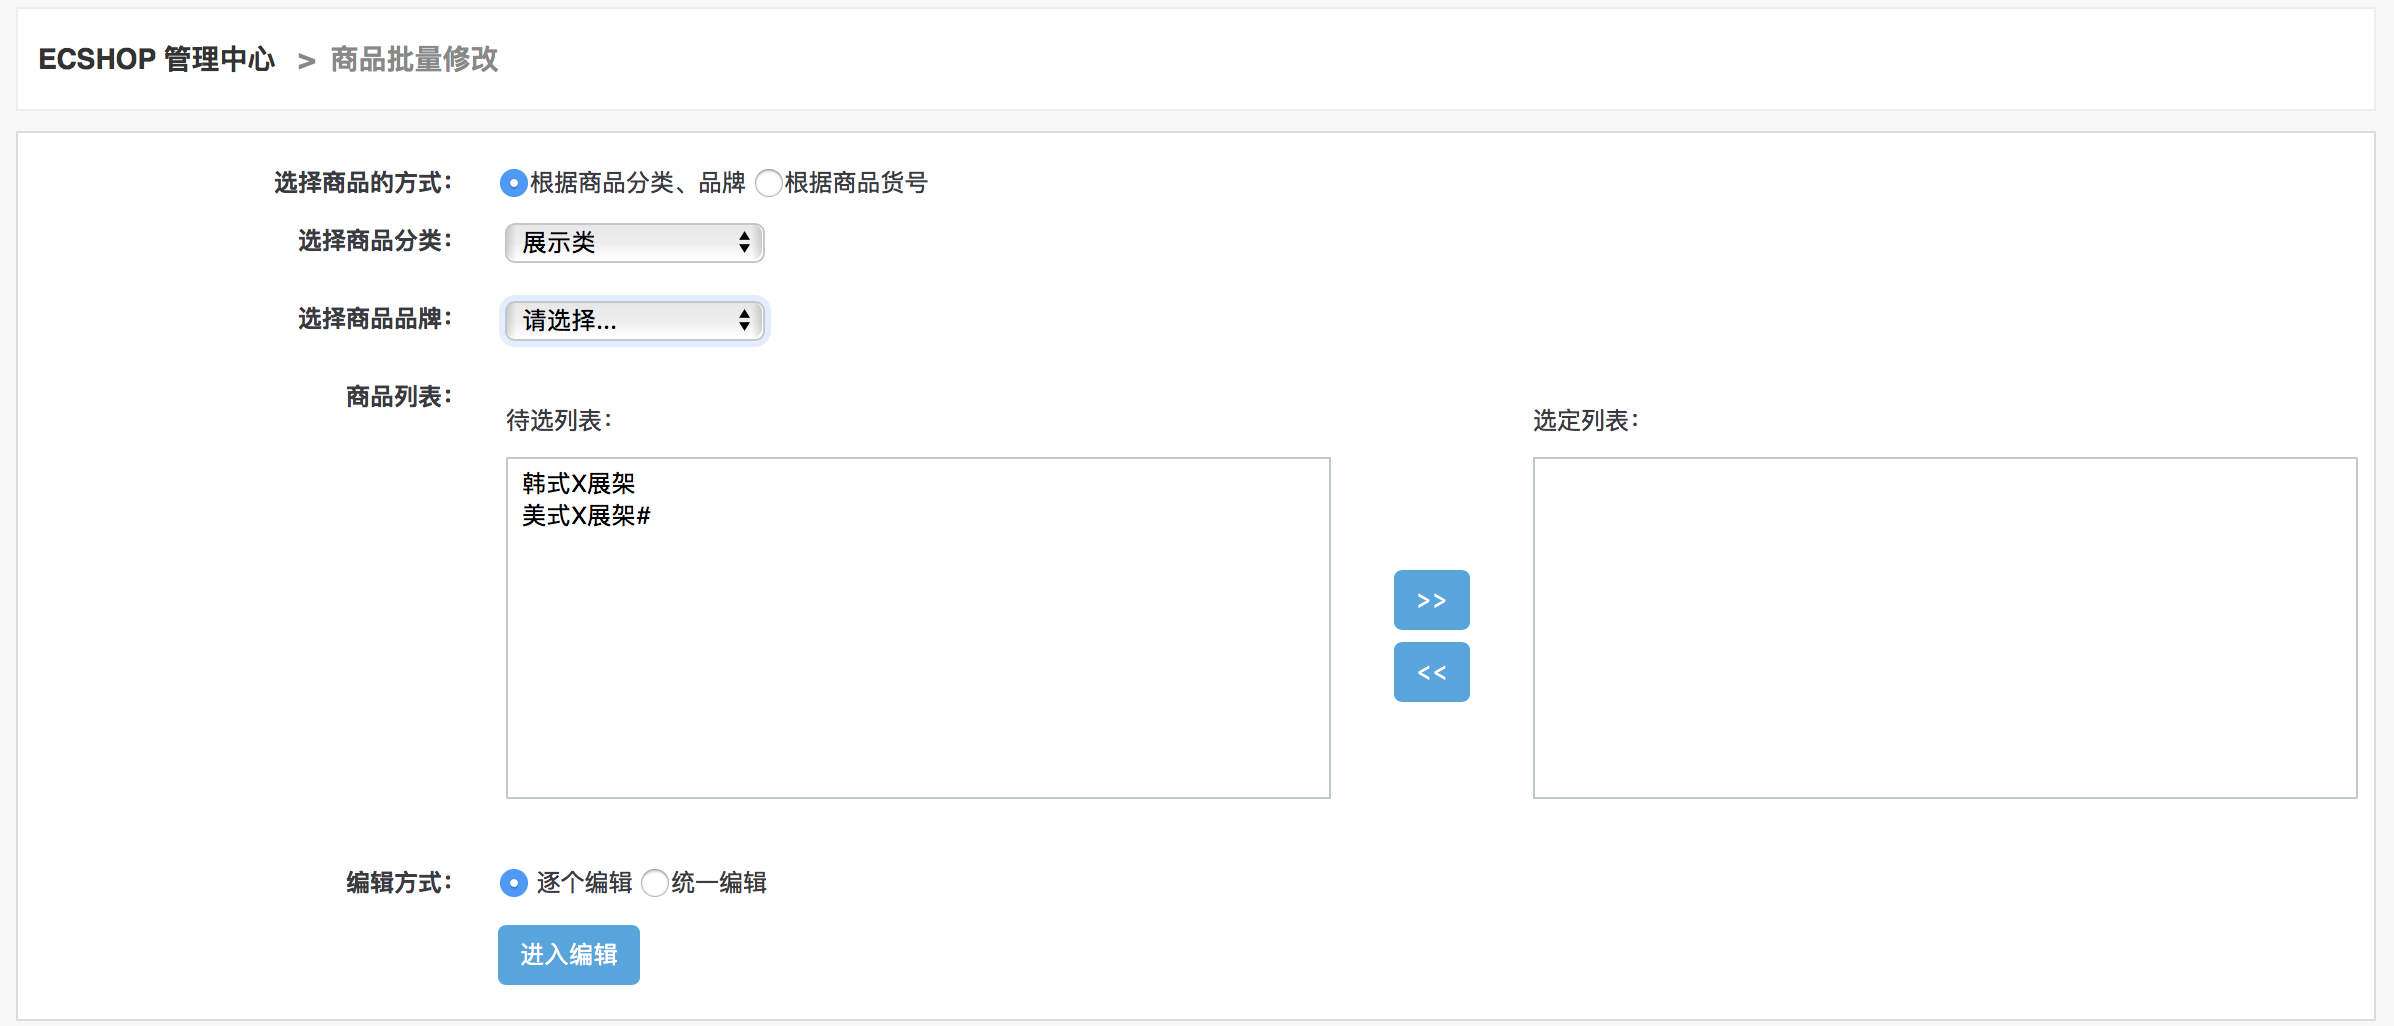 ECSHOP 管理中心 > 商品批量修改
选择商品的方式： 根据商品分类、品牌 根据商品货号
选择商品分类： 展示类
选择商品品牌： 请选择...
商品列表：
待选列表： 选定列表：
韩式X展架
美式X展架#
>>
<<
编辑方式： 逐个编辑 统一编辑
进入编辑